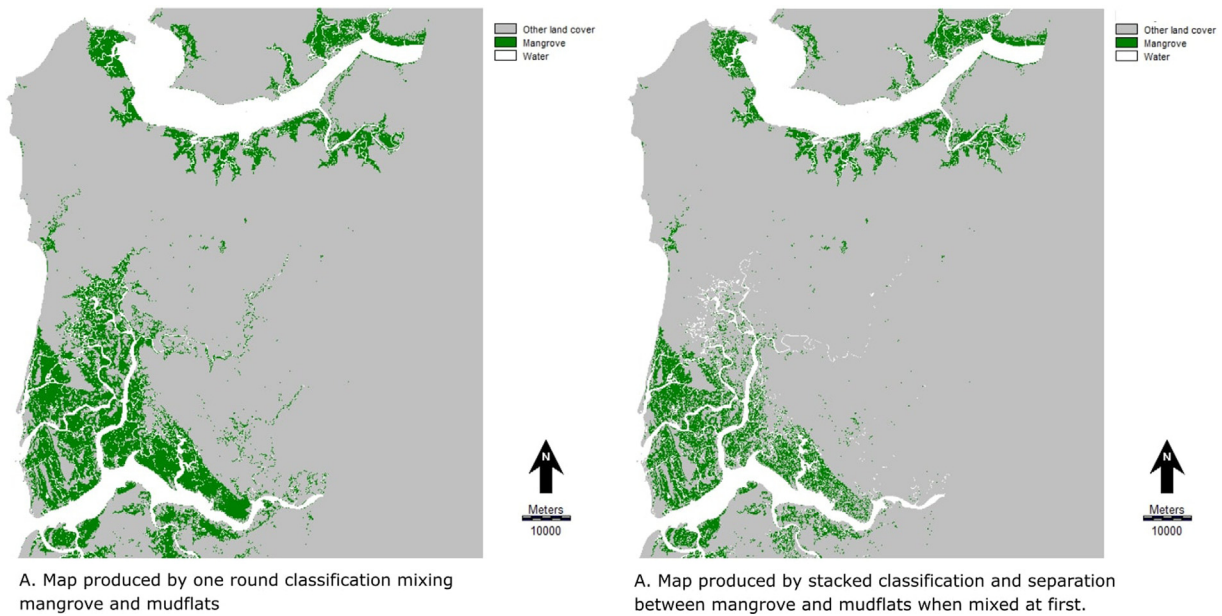 Other land cover
Mangrove
Water
N
Meters
10000
A. Map produced by one round classification mixing
mangrove and mudflats
Other land cover
Mangrove
Water
N
Meters
10000
A. Map produced by stacked classification and separation
between mangrove and mudflats when mixed at first.